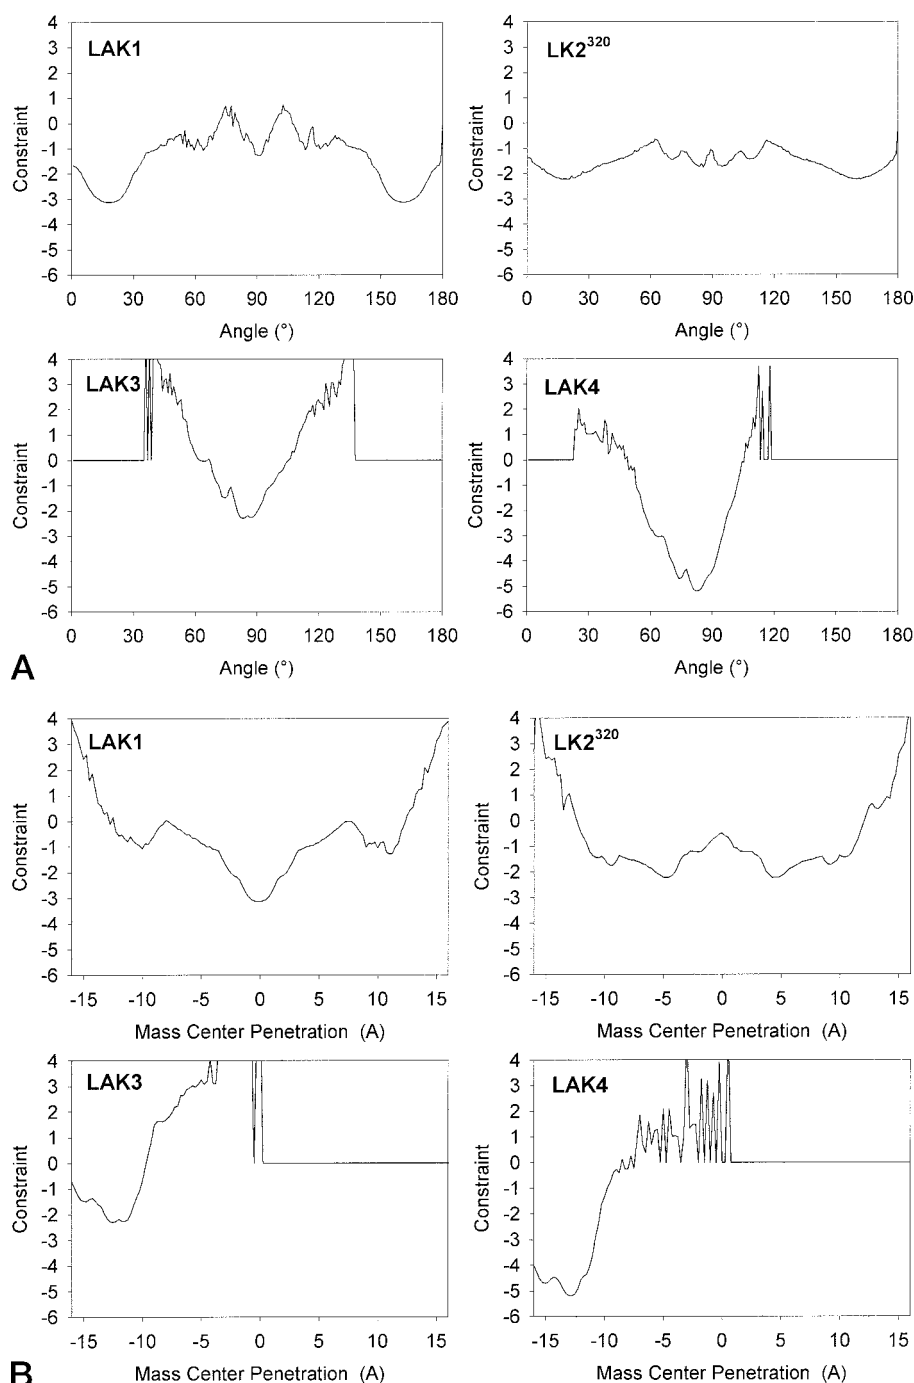 LAK1
4
3
2
1
0
-1
-2
-3
-4
-5
-6
Constraint
0 30 60 90 120 150 180
Angle (°)
LK2320
4
3
2
1
0
-1
-2
-3
-4
-5
-6
Constraint
0 30 60 90 120 150 180
Angle (°)
LAK3
4
3
2
1
0
-1
-2
-3
-4
-5
-6
Constraint
0 30 60 90 120 150 180
Angle (°)
LAK4
4
3
2
1
0
-1
-2
-3
-4
-5
-6
Constraint
0 30 60 90 120 150 180
Angle (°)
A
LAK1
4
3
2
1
0
-1
-2
-3
-4
-5
-6
Constraint
-15 -10 -5 0 5 10 15
Mass Center Penetration (A)
LK2320
4
3
2
1
0
-1
-2
-3
-4
-5
-6
Constraint
-15 -10 -5 0 5 10 15
Mass Center Penetration (A)
LAK3
4
3
2
1
0
-1
-2
-3
-4
-5
-6
Constraint
-15 -10 -5 0 5 10 15
Mass Center Penetration (A)
LAK4
4
3
2
1
0
-1
-2
-3
-4
-5
-6
Constraint
-15 -10 -5 0 5 10 15
Mass Center Penetration (A)
B